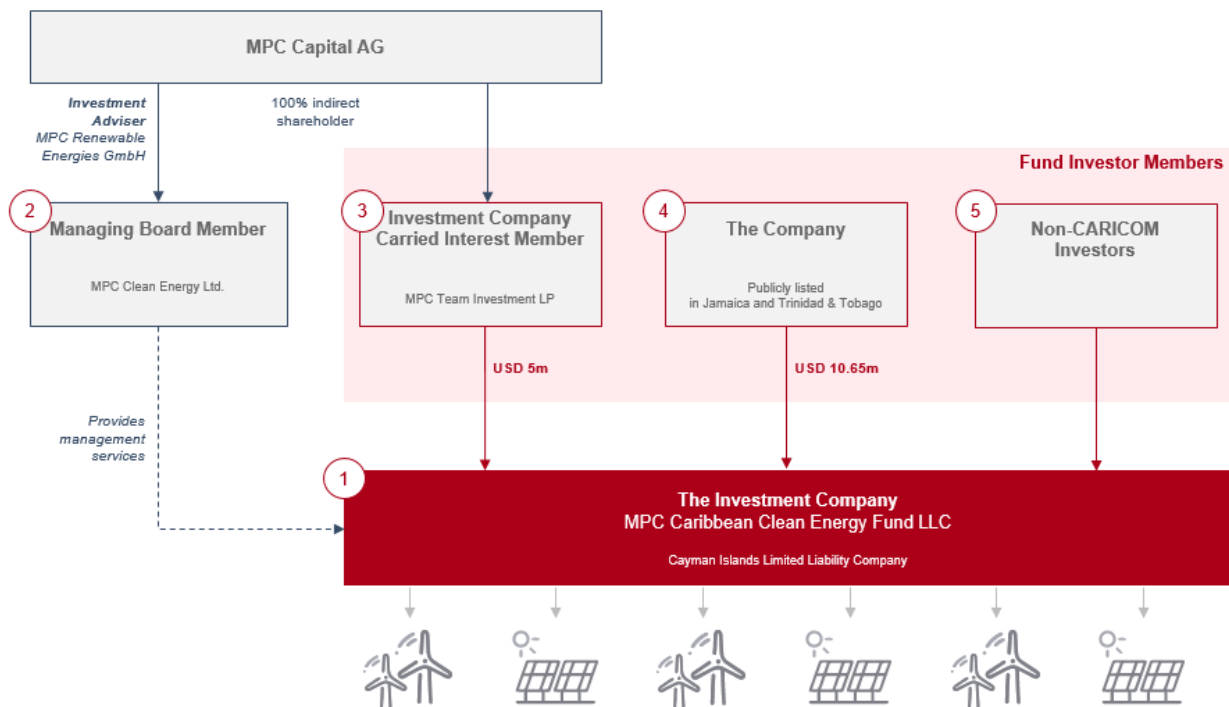 MPC Capital AG
Investment
Adviser
MPC Renewable
Energies GmbH
100% indirect
shareholder
Fund Investor Members
2
Managing Board Member
MPC Clean Energy Ltd.
3
Investment Company
Carried Interest Member
MPC Team Investment LP
4
The Company
Publicly listed
in Jamaica and Trinidad & Tobago
5
Non-CARICOM
Investors
USD 5m
USD 10.65m
Provides
management
services
1
The Investment Company
MPC Caribbean Clean Energy Fund LLC
Cayman Islands Limited Liability Company